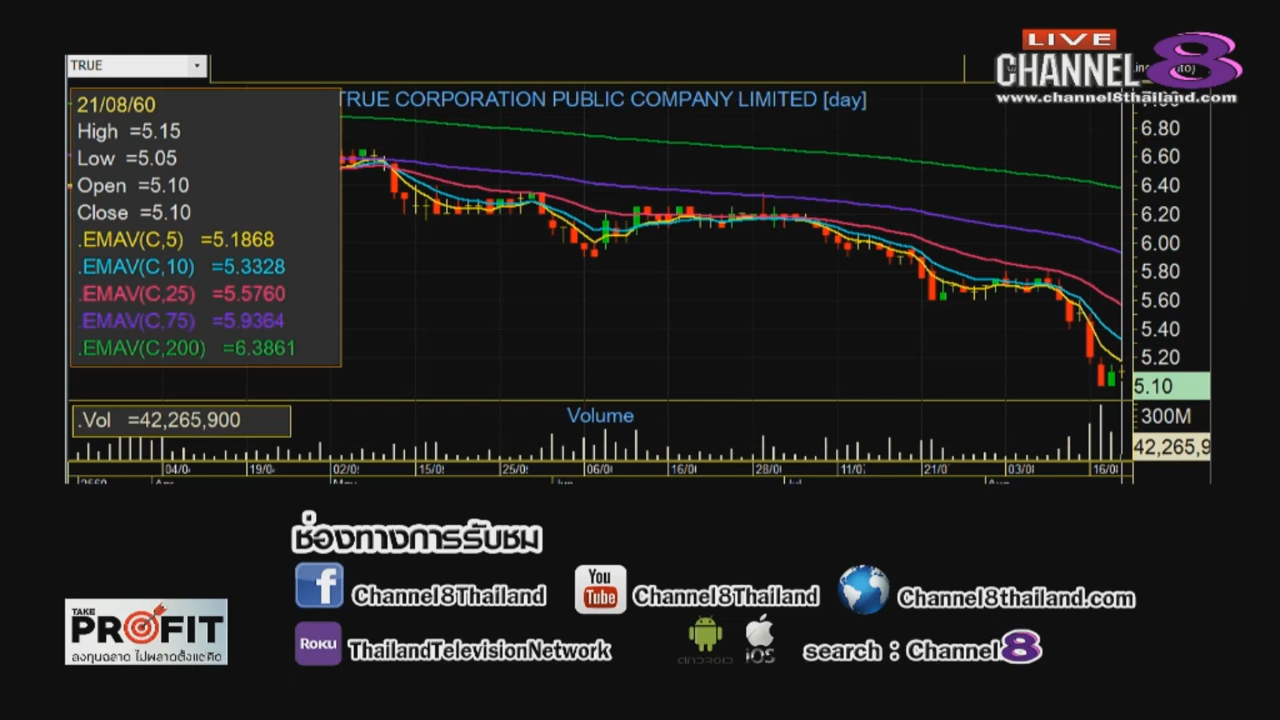 LIVE
CHANNEL 8
www.channel8thailand.com
TRUE
TRUE CORPORATION PUBLIC COMPANY LIMITED [day]
21/08/60
High =5.15
Low =5.05
Open =5.10
Close =5.10
.EMAV(C,5) =5.1868
.EMAV(C,10) =5.3328
.EMAV(C,25) =5.5760
.EMAV(C,75) =5.9364
.EMAV(C,200) =6.3861
6.80
6.60
6.40
6.20
6.00
5.80
5.60
5.40
5.20
5.10
.Vol =42,265,900
Volume
300M
42,265,9
04/0 19/0 02/0 15/0 25/0 06/0 16/0 28/0 11/0 21/0 03/0 16/0
ช่องทางการรับชม
Channel8Thailand
You Tube Channel8Thailand
Channel8thailand.com
TAKE
PROFIT
ลงทุนฉลาด ไม่พลาดตั้งแต่คิด
ROKU ThailandTelevisionNetwork
ANDROID iOS
search : Channel 8